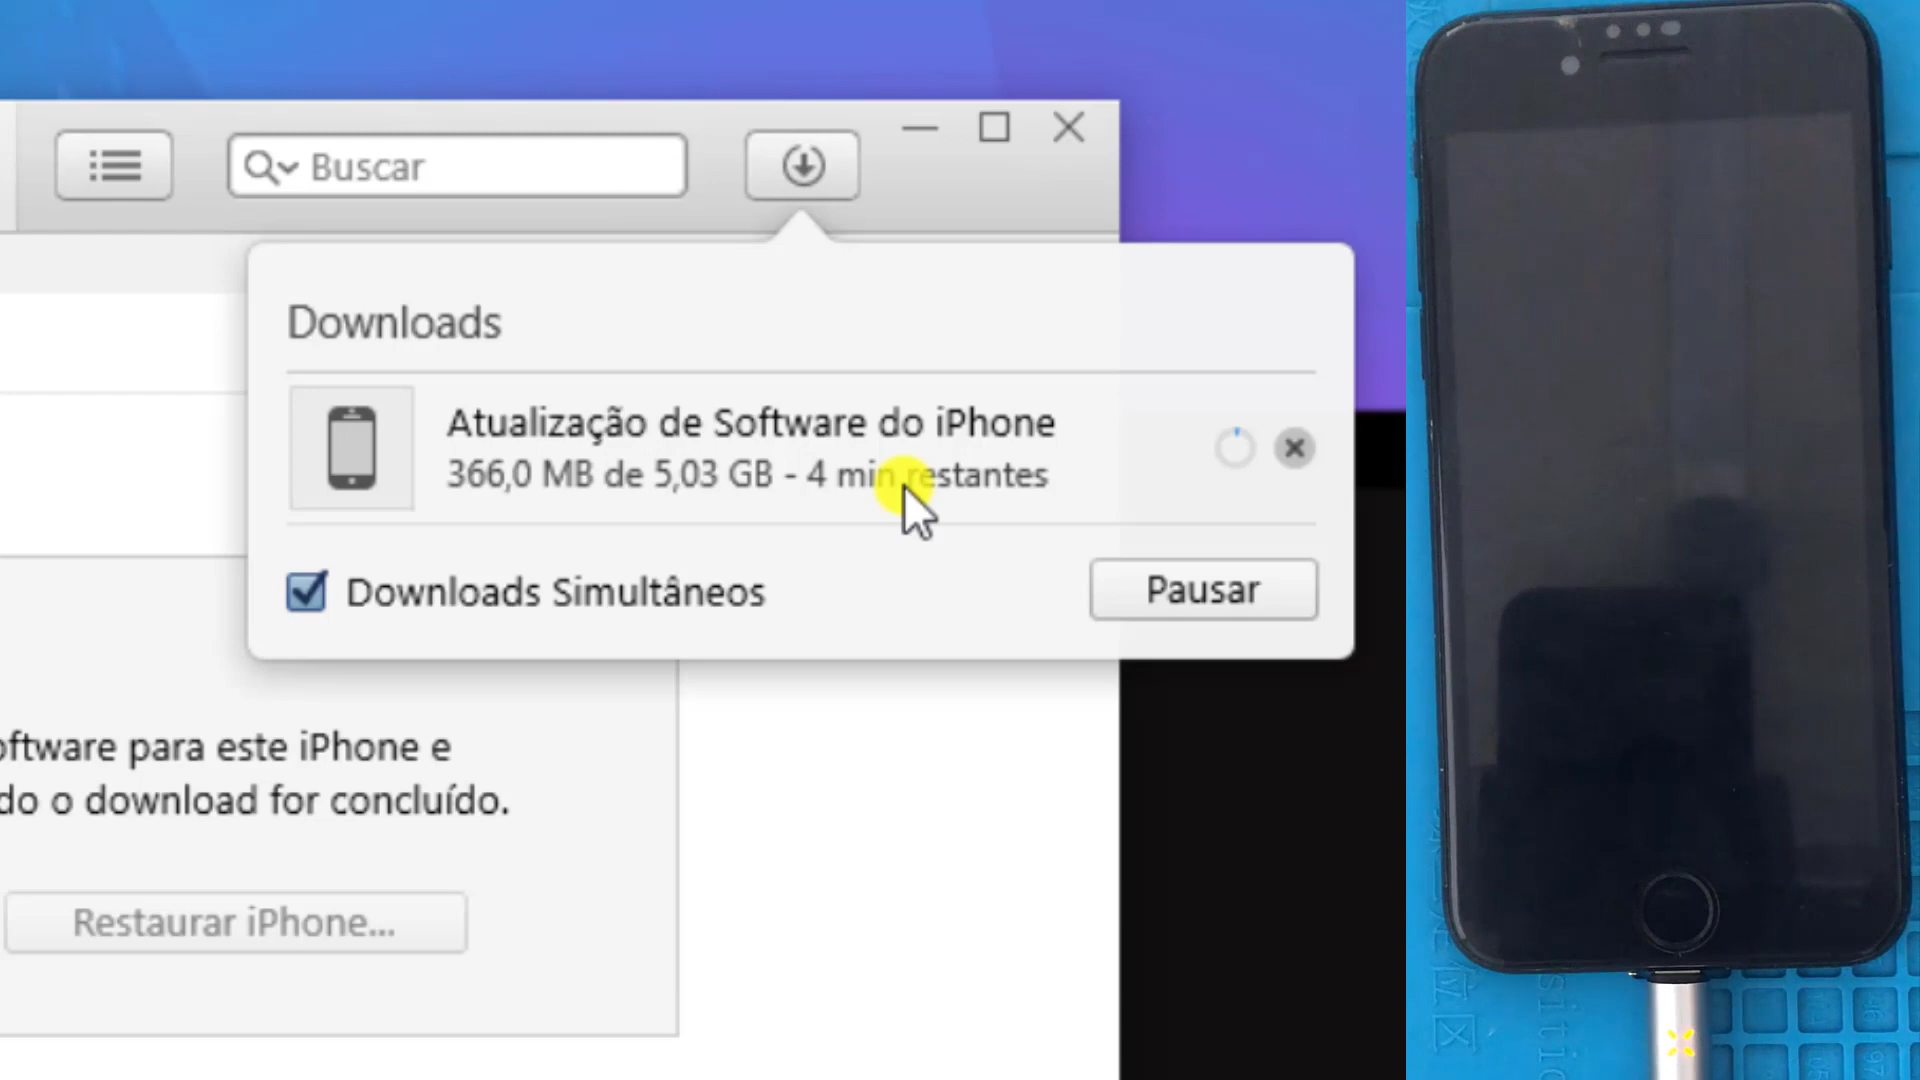 Buscar
Downloads
Atualização de Software do iPhone
366,0 MB de 5,03 GB - 4 min restantes
Downloads Simultâneos
Pausar
oftware para este iPhone e
do o download for concluído.
Restaurar iPhone...